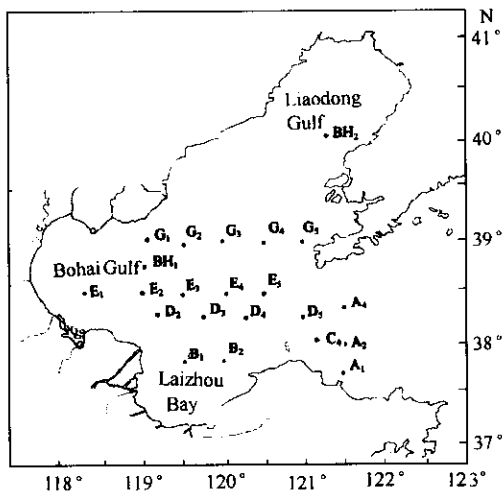 N
41°
Liaodong
Gulf BH₂
40°
G₁ G₂ G₃ G₄ G₅
39°
Bohai Gulf BH₁
E₁ E₂ E₃ E₄ E₅
A₄
D₂ D₃ D₄ D₅
C₄ A₂
38°
B₁ B₂
A₁
Laizhou
Bay
37°
118° 119° 120° 121° 122° 123°